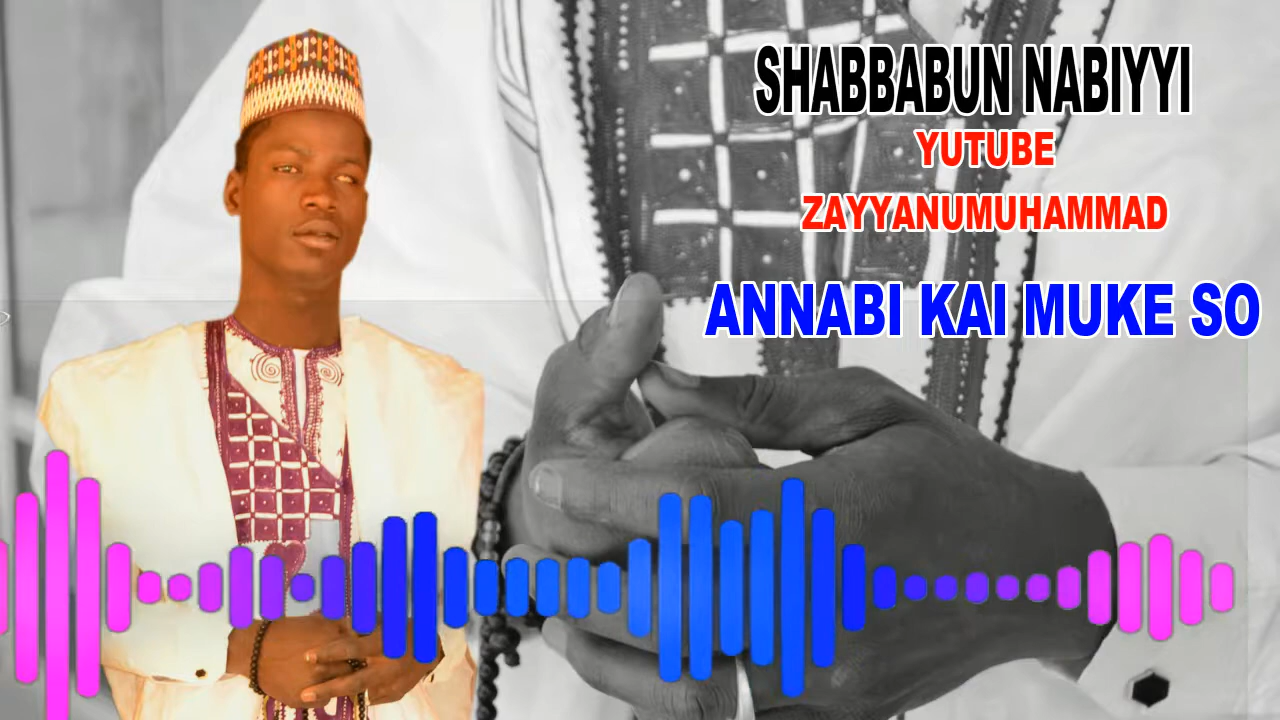 SHABBABUN NABIYYI
YUTUBE
ZAYYANUMUHAMMAD
ANNABI KAI MUKE SO